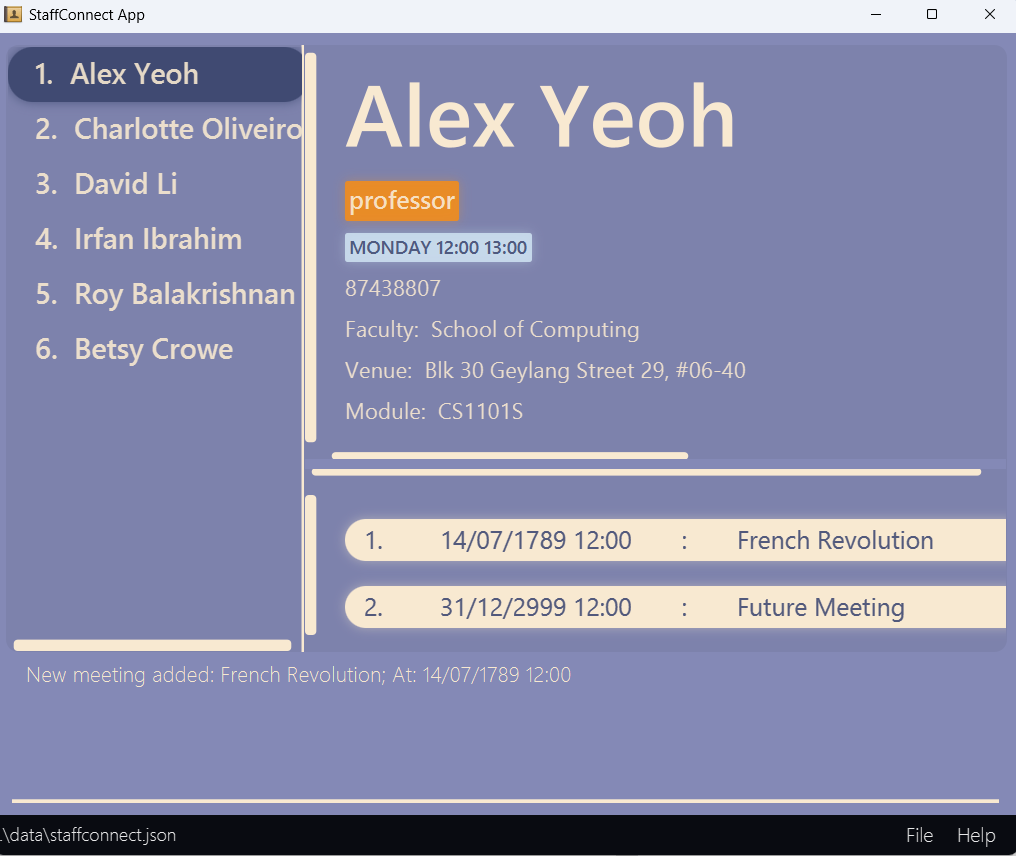 StaffConnect App
1. Alex Yeoh
2. Charlotte Oliveiro
3. David Li
4. Irfan Ibrahim
5. Roy Balakrishnan
6. Betsy Crowe
Alex Yeoh
professor
MONDAY 12:00 13:00
87438807
Faculty: School of Computing
Venue: Blk 30 Geylang Street 29, #06-40
Module: CS1101S
1. 14/07/1789 12:00 : French Revolution
2. 31/12/2999 12:00 : Future Meeting
New meeting added: French Revolution; At: 14/07/1789 12:00
.\data\staffconnect.json
File Help